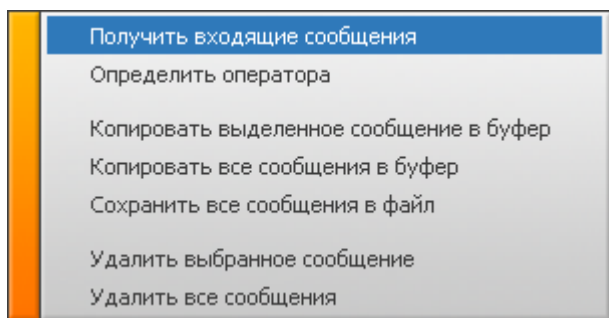 Получить входящие сообщения
Определить оператора
Копировать выделенное сообщение в буфер
Копировать все сообщения в буфер
Сохранить все сообщения в файл
Удалить выбранное сообщение
Удалить все сообщения